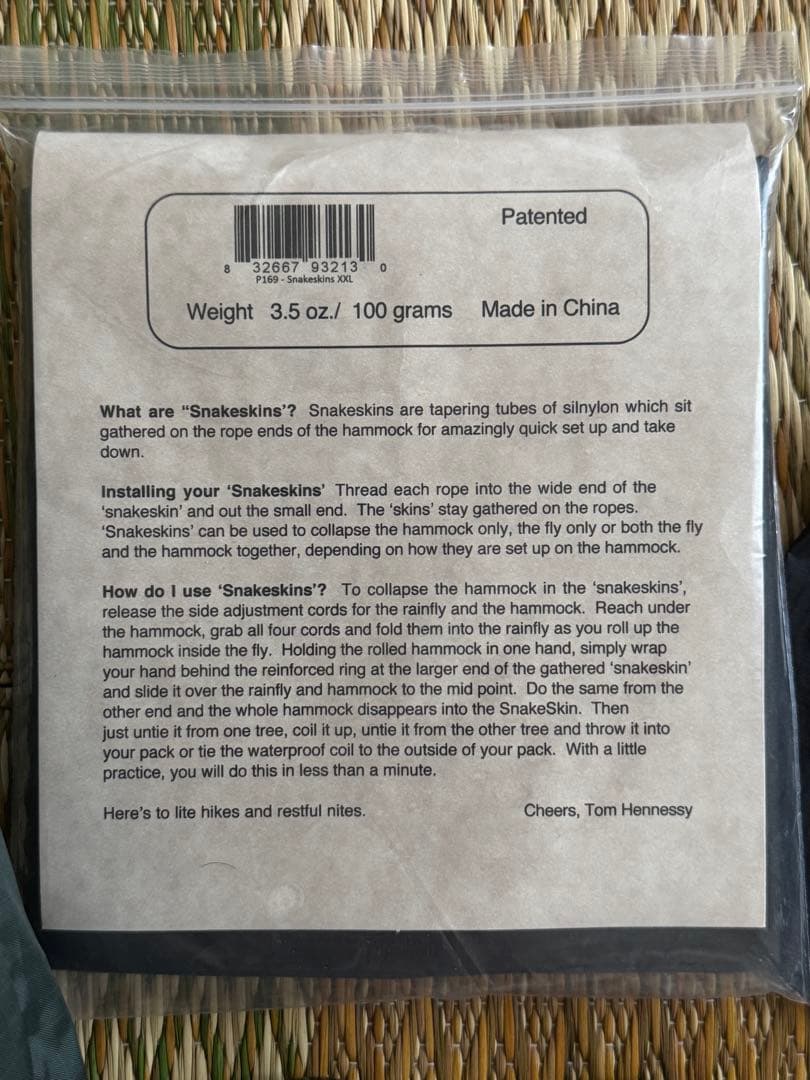 Patented
8 32667 93213 0
P169 - Snakeskins XXL
Weight 3.5 oz./ 100 grams Made in China
What are “Snakeskins’? Snakeskins are tapering tubes of silnylon which sit
gathered on the rope ends of the hammock for amazingly quick set up and take
down.
Installing your ‘Snakeskins’ Thread each rope into the wide end of the
‘snakeskin’ and out the small end. The ‘skins’ stay gathered on the ropes.
‘Snakeskins’ can be used to collapse the hammock only, the fly only or both the fly
and the hammock together, depending on how they are set up on the hammock.
How do I use ‘Snakeskins’? To collapse the hammock in the ‘snakeskins’,
release the side adjustment cords for the rainfly and the hammock. Reach under
the hammock, grab all four cords and fold them into the rainfly as you roll up the
hammock inside the fly. Holding the rolled hammock in one hand, simply wrap
your hand behind the reinforced ring at the larger end of the gathered ‘snakeskin’
and slide it over the rainfly and hammock to the mid point. Do the same from the
other end and the whole hammock disappears into the SnakeSkin. Then
just untie it from one tree, coil it up, untie it from the other tree and throw it into
your pack or tie the waterproof coil to the outside of your pack. With a little
practice, you will do this in less than a minute.
Here’s to lite hikes and restful nites. Cheers, Tom Hennessy